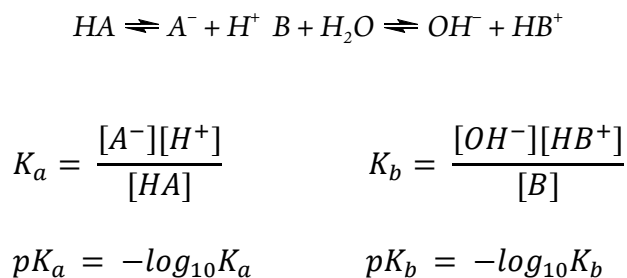 HA ⇌ A⁻ + H⁺ B + H₂O ⇌ OH⁻ + HB⁺
Kₐ = [A⁻][H⁺] / [HA] K_b = [OH⁻][HB⁺] / [B]
pKₐ = −log₁₀Kₐ pK_b = −log₁₀K_b